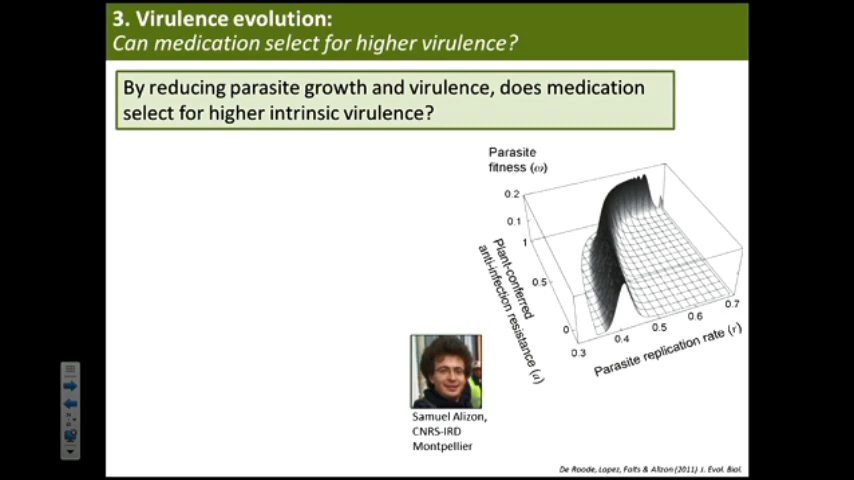 3. Virulence evolution:
Can medication select for higher virulence?
By reducing parasite growth and virulence, does medication
select for higher intrinsic virulence?
Parasite
fitness (ω)
0.2
0.1
1
0.5
0
Plant-conferred
anti-infection resistance (a)
0.3
0.4
0.5
0.6
0.7
Parasite replication rate (r)
Samuel Alizon,
CNRS-IRD
Montpellier
De Roode, Lopez, Faits & Alizon (2011) J. Evol. Biol.